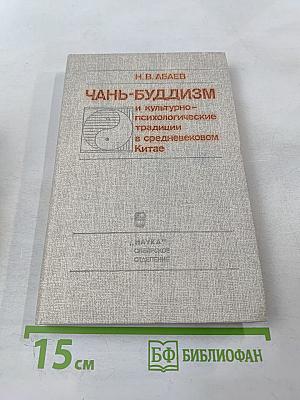 Н. В. АБАЕВ
ЧАНЬ-БУДДИЗМ
и культурно-
психологические
традиции
в средневековом
Китае
„НАУКА"
СИБИРСКОЕ
ОТДЕЛЕНИЕ
15 см
БФ БИБЛИОФАН